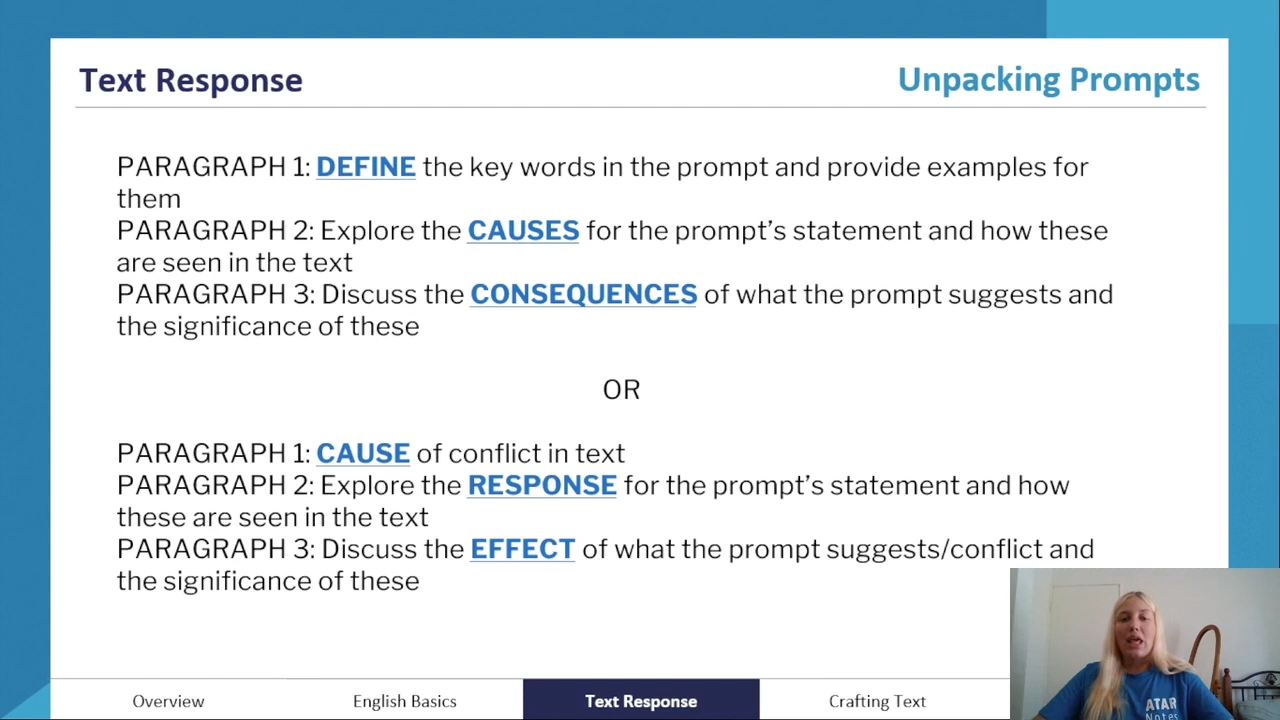 Text Response
Unpacking Prompts
PARAGRAPH 1: DEFINE the key words in the prompt and provide examples for
them
PARAGRAPH 2: Explore the CAUSES for the prompt’s statement and how these
are seen in the text
PARAGRAPH 3: Discuss the CONSEQUENCES of what the prompt suggests and
the significance of these
OR
PARAGRAPH 1: CAUSE of conflict in text
PARAGRAPH 2: Explore the RESPONSE for the prompt’s statement and how
these are seen in the text
PARAGRAPH 3: Discuss the EFFECT of what the prompt suggests/conflict and
the significance of these
ATAR
Notes
Overview
English Basics
Text Response
Crafting Text